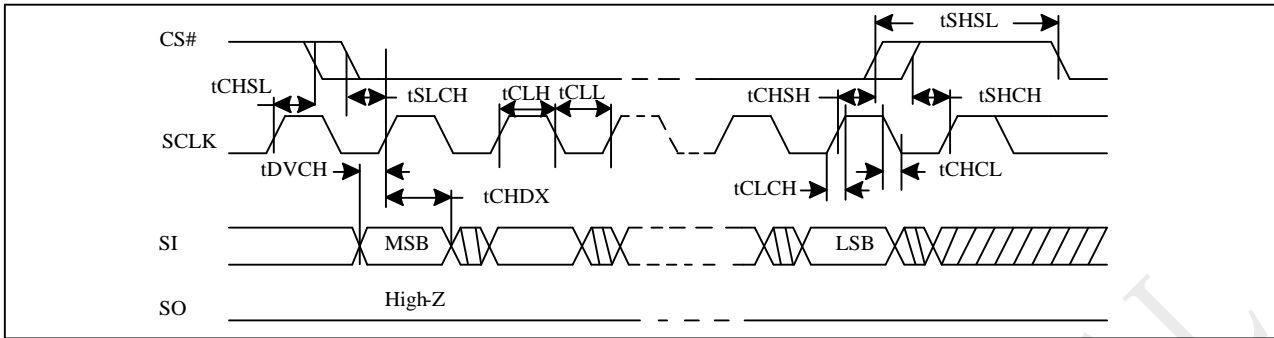 tSHSL
CS#
tCHSL
tSLCH
tCLH
tCLL
tCHSH
tSHCH
SCLK
tDVCH
tCHDX
tCLCH
tCHCL
SI
MSB
LSB
SO
High-Z